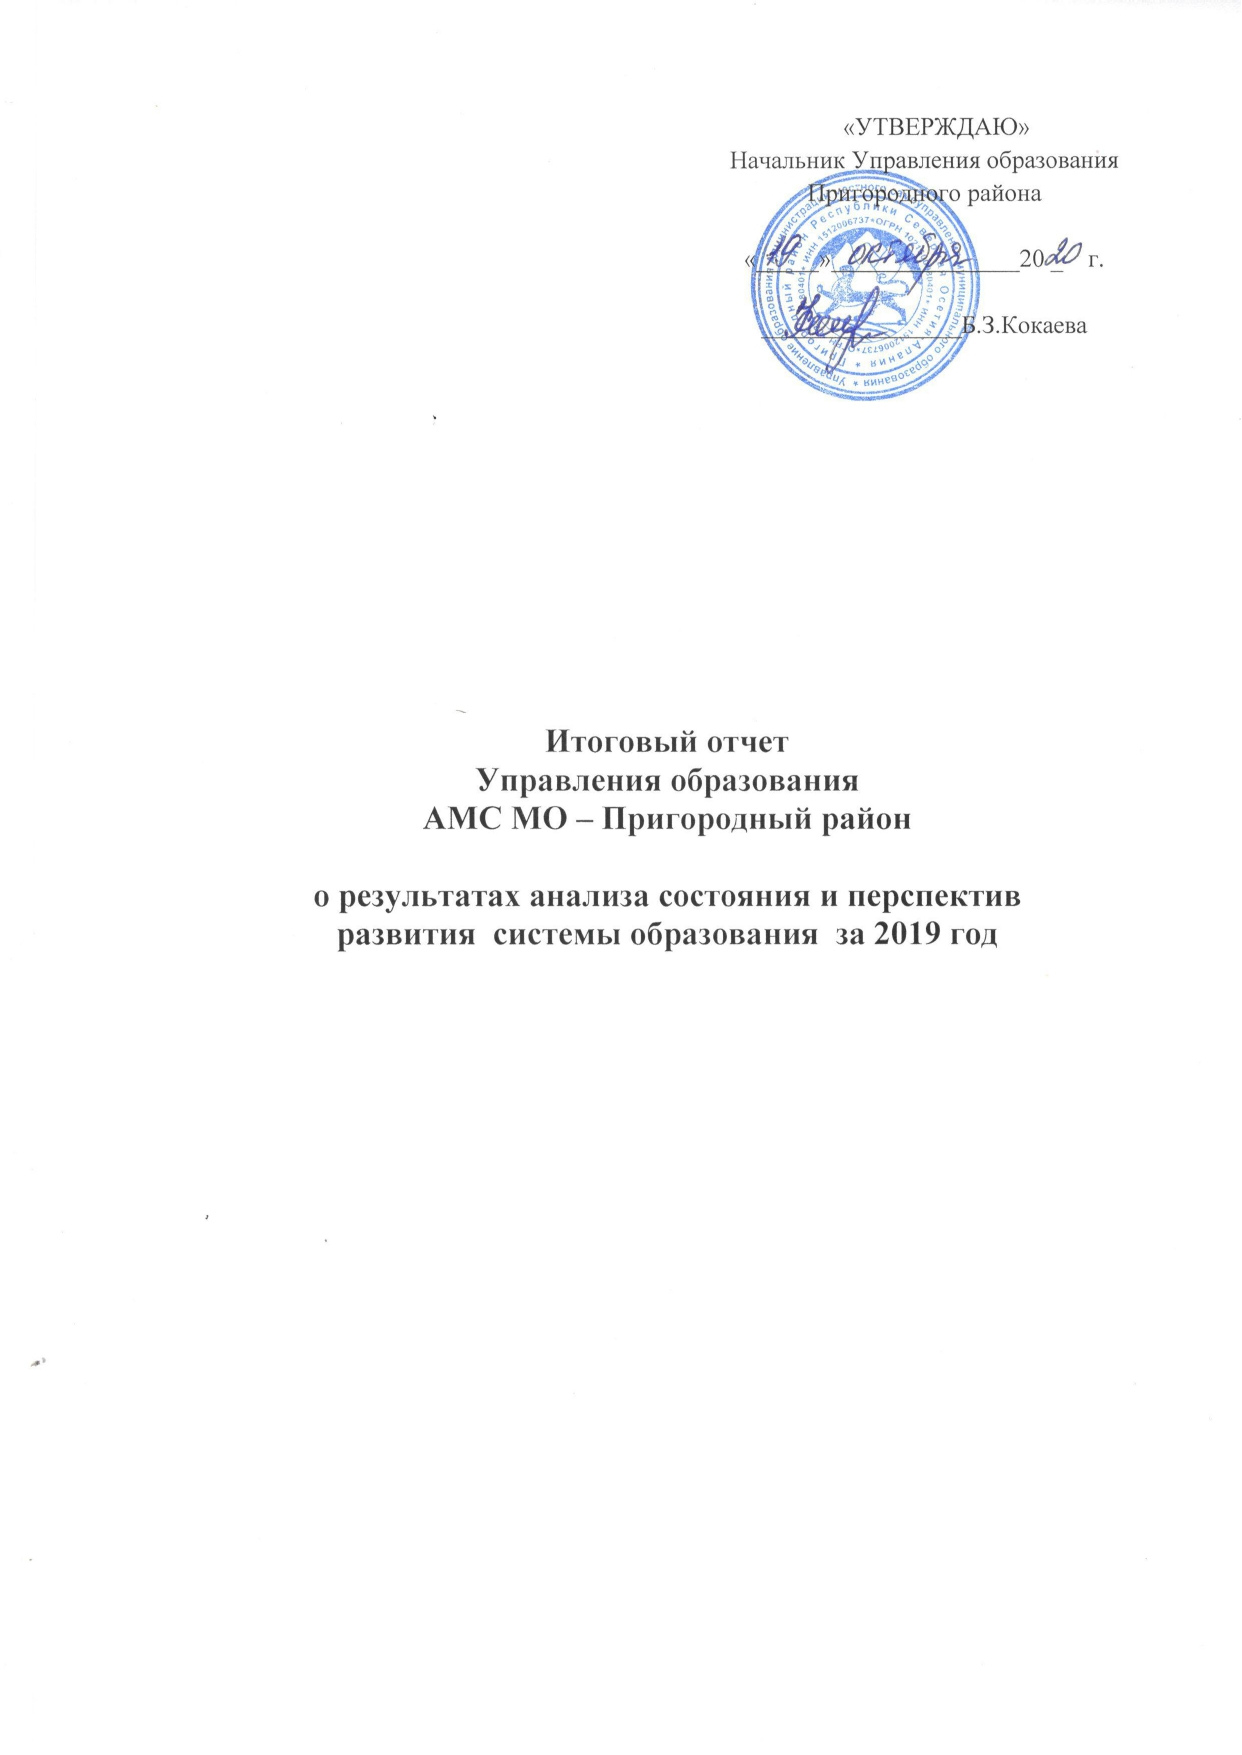 «УТВЕРЖДАЮ»
Начальник Управления образования
Пригородного района
«19» октября 2020 г.
Б.З.Кокаева
Итоговый отчет
Управления образования
АМС МО – Пригородный район
о результатах анализа состояния и перспектив
развития системы образования за 2019 год